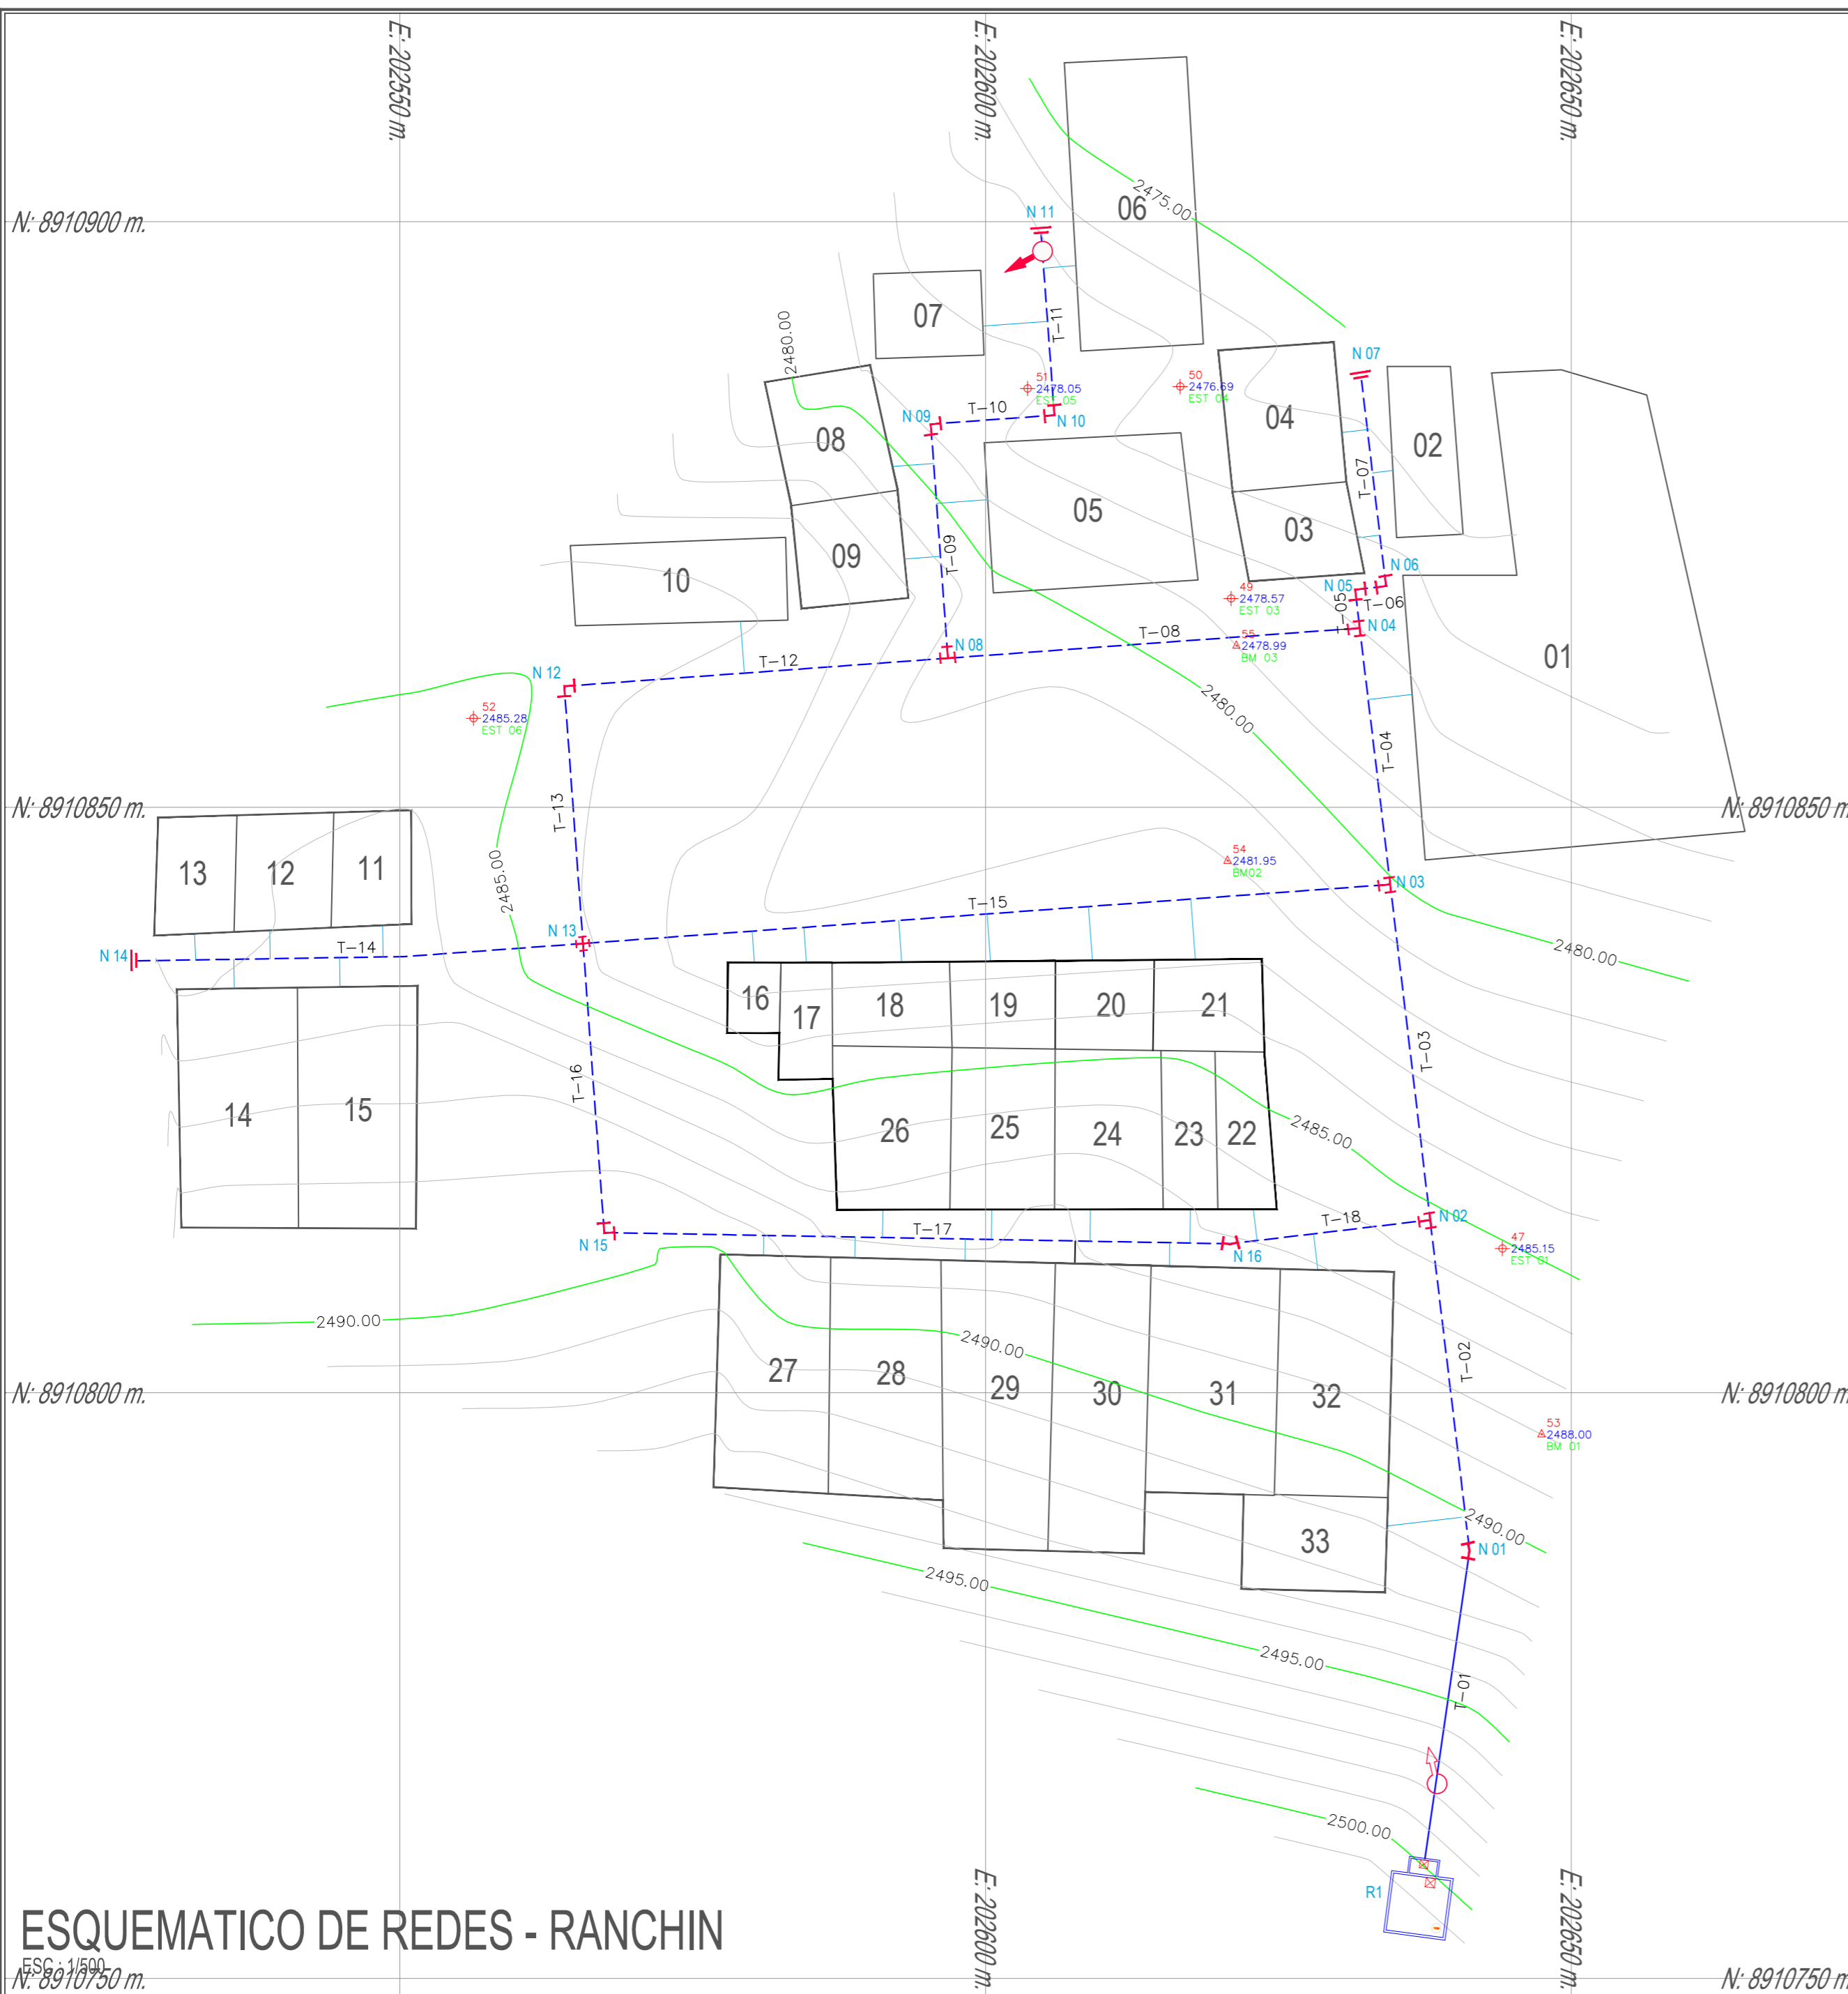 E: 202550 m.
E: 202600 m.
E: 202650 m.
2475.00
06
N: 8910900 m.
N 11
07
T-11
2480.00
N 07
51
2478.05
EST 05
50
2476.69
EST 04
T-10
N 09
N 10
04
08
02
T-07
05
03
09
T-09
10
N 06
N 05
49
2478.57
EST 03
T-05
T-06
N 04
T-08
55
2478.99
BM 03
N 08
01
T-12
N 12
2480.00
52
2485.28
EST 06
T-04
N: 8910850 m.
T-13
N: 8910850 m.
54
2481.95
BM02
13
12
11
2485.00
N 03
T-15
N 13
T-14
N 14
2480.00
16
17
18
19
20
21
T-03
T-16
14
15
26
25
24
23
22
2485.00
T-17
T-18
N 02
N 15
N 16
47
2485.15
EST 01
2490.00
2490.00
T-02
27
28
29
30
31
32
N: 8910800 m.
N: 8910800 m.
53
2488.00
BM 01
2490.00
33
N 01
2495.00
2495.00
T-01
2500.00
R1
E: 202600 m.
E: 202650 m.
ESQUEMATICO DE REDES - RANCHIN
ESC : 1/500
N: 8910750 m.
N: 8910750 m.